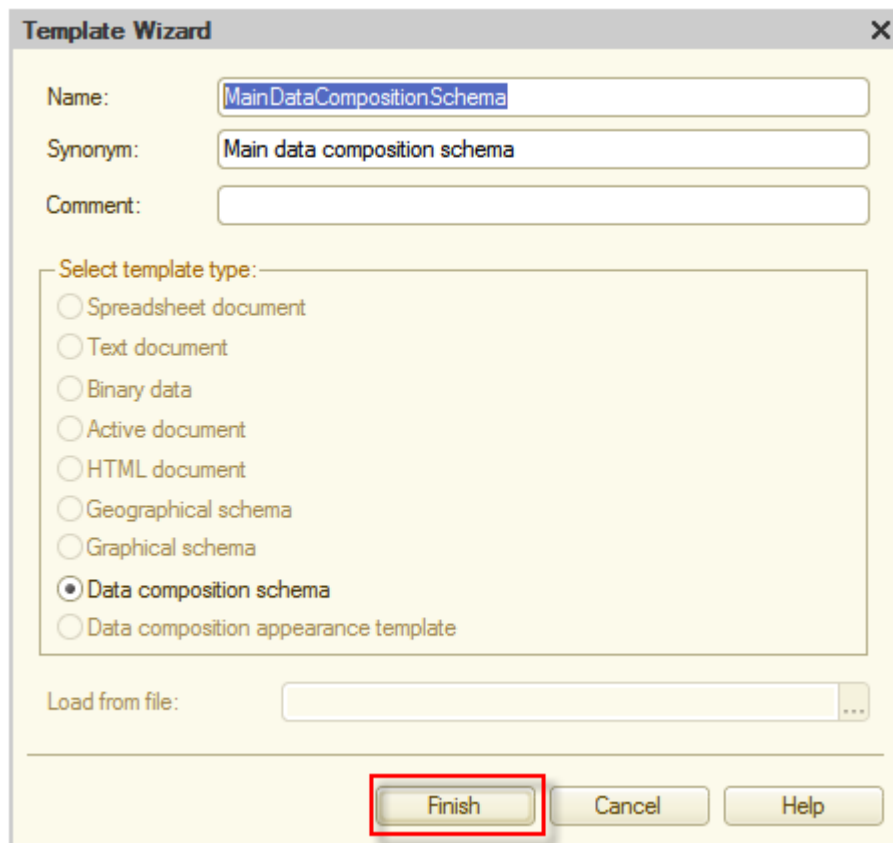 Template Wizard
Name: MainDataCompositionSchema
Synonym: Main data composition schema
Comment:
Select template type:
Spreadsheet document
Text document
Binary data
Active document
HTML document
Geographical schema
Graphical schema
Data composition schema
Data composition appearance template
Load from file: ...
Finish Cancel Help